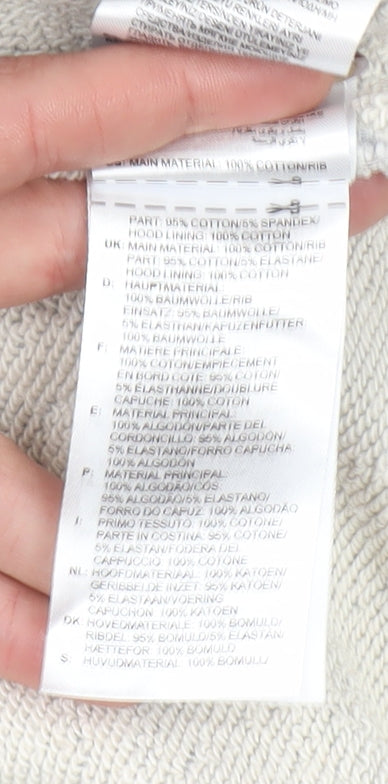 MAIN MATERIAL: 100% COTTON/RIB
PART: 95% COTTON/5% SPANDEX/
HOOD LINING: 100% COTTON
UK: MAIN MATERIAL: 100% COTTON/RIB
PART: 95% COTTON/5% ELASTANE/
HOOD LINING: 100% COTTON
D: HAUPTMATERIAL:
100% BAUMWOLLE/RIB
EINSATZ: 95% BAUMWOLLE/
5% ELASTHAN/KAPUZENFUTTER
100% BAUMWOLLE
F: MATIÈRE PRINCIPALE:
100% COTON/EMPIÈCEMENT
EN BORD CÔTE: 95% COTON/
5% ÉLASTHANNE/DOUBLURE
CAPUCHE: 100% COTON
E: MATERIAL PRINCIPAL:
100% ALGODÓN/PARTE DEL
CORDONCILLO: 95% ALGODÓN/
5% ELASTANO/FORRO CAPUCHA
100% ALGODÓN
P: MATERIAL PRINCIPAL:
100% ALGODÃO/CÓS:
95% ALGODÃO/5% ELASTANO/
FORRO DO CAPUZ: 100% ALGODÃO
I: PRIMO TESSUTO: 100% COTONE/
PARTE IN COSTINA: 95% COTONE/
5% ELASTAN/FODERA DEL
CAPPUCCIO: 100% COTONE
NL: HOOFDMATERIAAL: 100% KATOEN/
GERIBBELDE INZET: 95% KATOEN/
5% ELASTAAN/VOERING
CAPUCHON: 100% KATOEN
DK: HOVEDMATERIALE: 100% BOMULD/
RIBDEL: 95% BOMULD/5% ELASTAN/
HÆTTEFOR: 100% BOMULD
S: HUVUDMATERIAL: 100% BOMULL/